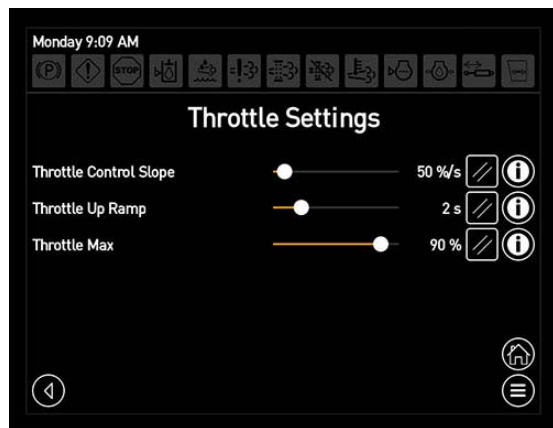 Monday 9:09 AM
(P) STOP
Throttle Settings
Throttle Control Slope 50 %/s
Throttle Up Ramp 2 s
Throttle Max 90 %